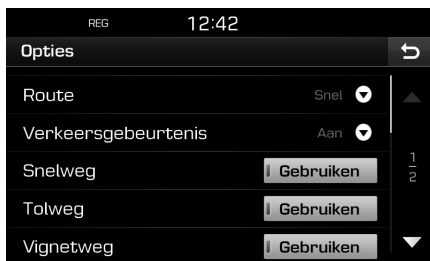 REG 12:42
Opties
Route Snel
Verkeersgebeurtenis Aan
Snelweg Gebruiken
Tolweg Gebruiken
Vignetweg Gebruiken
1
2